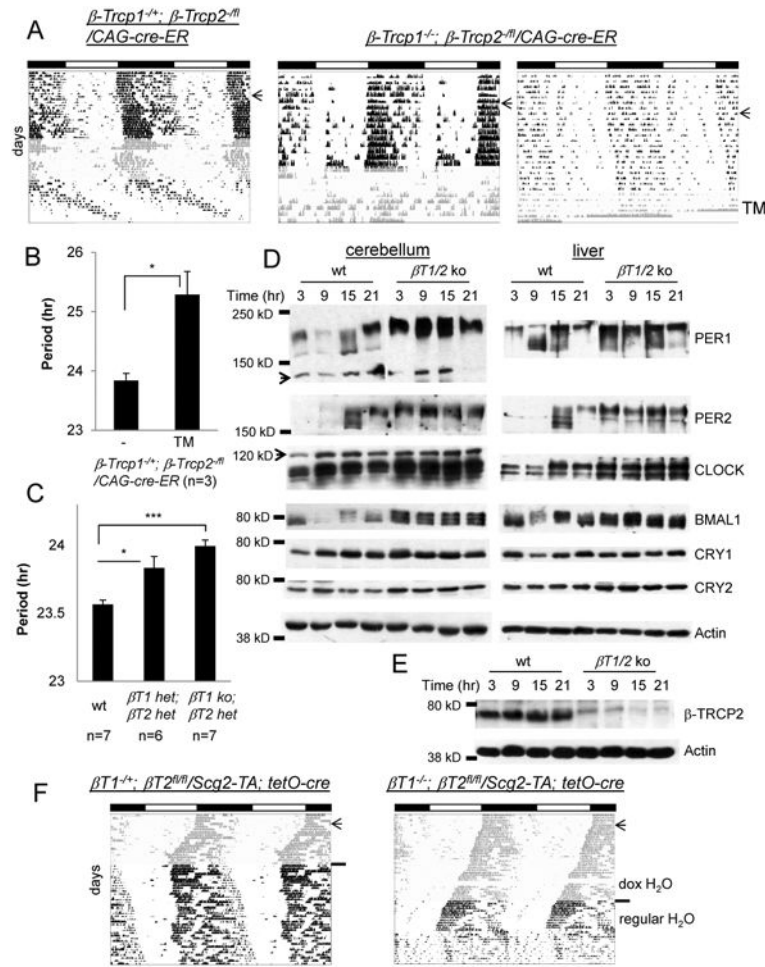 A
β-Trcp1-/+; β-Trcp2-/fl
/CAG-cre-ER
β-Trcp1-/-; β-Trcp2-/fl/CAG-cre-ER
days
TM
B
Period (hr)
26
25
24
23
*
-
TM
β-Trcp1-/+; β-Trcp2-/fl
/CAG-cre-ER (n=3)
C
Period (hr)
24
23.5
23
***
*
wt
βT1 het;
βT2 het
βT1 ko;
βT2 het
n=7
n=6
n=7
D
cerebellum
liver
wt
βT1/2 ko
wt
βT1/2 ko
Time (hr) 3 9 15 21 3 9 15 21
3 9 15 21 3 9 15 21
250 kD
150 kD
PER1
150 kD
PER2
120 kD
CLOCK
80 kD
BMAL1
80 kD
CRY1
80 kD
CRY2
38 kD
Actin
E
wt
βT1/2 ko
Time (hr) 3 9 15 21 3 9 15 21
80 kD
β-TRCP2
38 kD
Actin
F
βT1-/+; βT2fl/fl/Scg2-TA; tetO-cre
βT1-/-; βT2fl/fl/Scg2-TA; tetO-cre
days
dox H2O
regular H2O